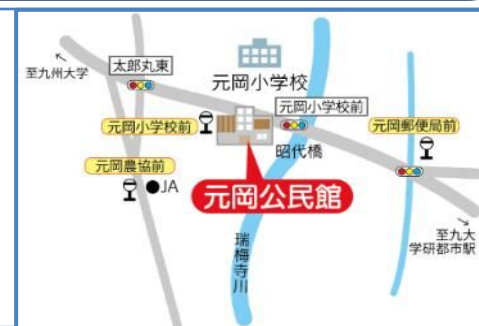 至九州大学
太郎丸東
元岡小学校
元岡小学校前
元岡小学校前
元岡郵便局前
昭代橋
元岡農協前
JA
元岡公民館
瑞梅寺川
至九大
学研都市駅